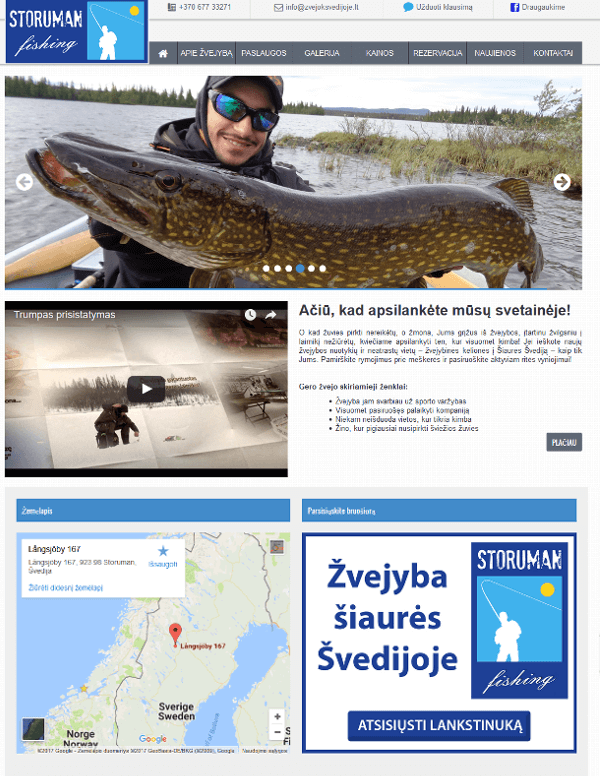 STORUMAN
fishing
+370 677 33271
info@zvejoksvedijoje.lt
Užduoti klausimą
Draugaukime
APIE ŽVEJYBĄ PASLAUGOS GALERIJA KAINOS REZERVACIJA NAUJIENOS KONTAKTAI
Trumpas prisistatymas
Ačiū, kad apsilankėte mūsų svetainėje!
O kad žuvies pirkti nereikėtų, o žmona, Jums grįžus iš žvejybos, įtartinu žvilgsniu į
laimikį nežiūrėtų, kviečiame apsilankyti ten, kur visuomet kimba! Jei ieškote naujų
žvejybos nuotykių ir neatrastų vietų – žvejybinės kelionės į Šiaurės Švediją – kaip tik
Jums. Pamirškite rymojimus prie meškerės ir pasiruoškite aktyviam rites vyniojimui!
Gero žvejo skiriamieji ženklai:
Žvejyba jam svarbiau už sporto varžybas
Visuomet pasiruošęs palaikyti kompaniją
Niekam neišduoda vietos, kur tikrai kimba
Žino, kur pigiausiai nusipirkti šviežios žuvies
PLAČIAU
Žemėlapis
Parsisiųskite brošiūrą
Långsjöby 167
Långsjöby 167, 923 98 Storuman,
Švedija
Žiūrėti didesnį žemėlapį
Išsaugoti
Långsjöby 167
Sverige
Sweden
Norge
Norway
Google
©2017 Google - Žemėlapio duomenys ©2017 GeoBasis-DE/BKG (©2009), Google
Naudojimo sąlygos
Žvejyba
šiaurės
Švedijoje
STORUMAN
fishing
ATSISIŲSTI LANKSTINUKĄ